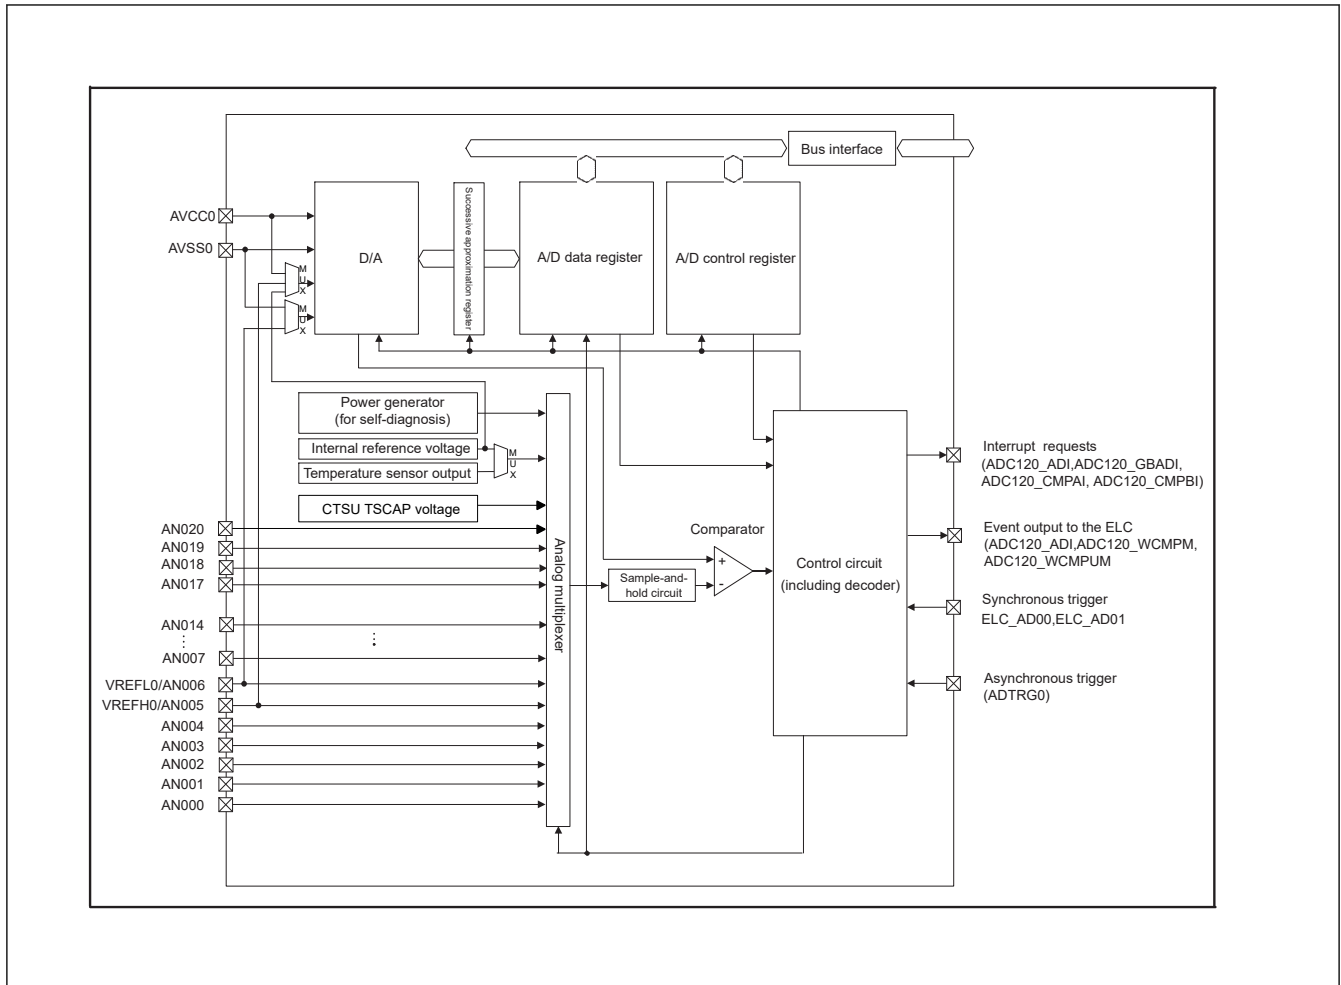 Bus interface
AVCC0
AVSS0
D/A
Successive approximation register
A/D data register
A/D control register
MUX
MUX
Power generator
(for self-diagnosis)
Internal reference voltage
Temperature sensor output
MUX
CTSU TSCAP voltage
AN020
AN019
AN018
AN017
AN014
⋮
AN007
⋮
VREFL0/AN006
VREFH0/AN005
AN004
AN003
AN002
AN001
AN000
Analog multiplexer
Sample-and-
hold circuit
Comparator
+
-
Control circuit
(including decoder)
Interrupt requests
(ADC120_ADI,ADC120_GBADI,
ADC120_CMPAI, ADC120_CMPBI)
Event output to the ELC
(ADC120_ADI,ADC120_WCMPM,
ADC120_WCMPUM
Synchronous trigger
ELC_AD00,ELC_AD01
Asynchronous trigger
(ADTRG0)